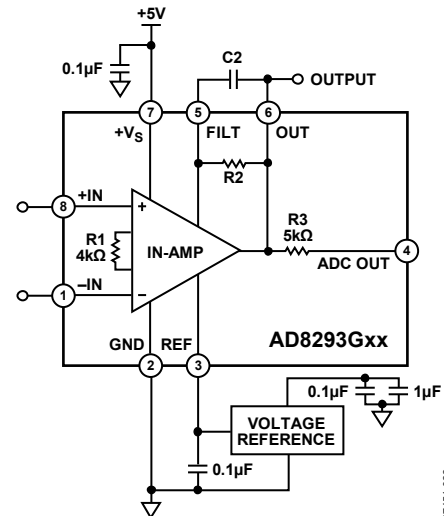 +5V
0.1µF
C2
OUTPUT
7
5
6
+VS
FILT
OUT
R2
8
+IN
+
R1
4kΩ
IN-AMP
R3
5kΩ
4
ADC OUT
1
–IN
–
GND
REF
AD8293Gxx
2
3
0.1µF
1µF
VOLTAGE
REFERENCE
0.1µF